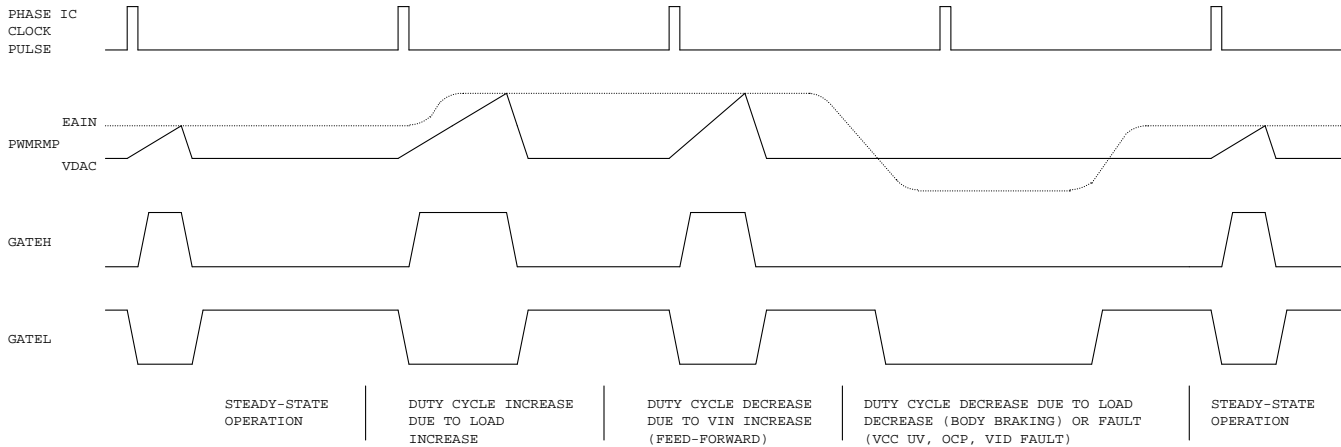 PHASE IC
CLOCK
PULSE
EAIN
PWMRMP
VDAC
GATEH
GATEL
STEADY-STATE
OPERATION
DUTY CYCLE INCREASE
DUE TO LOAD
INCREASE
DUTY CYCLE DECREASE
DUE TO VIN INCREASE
(FEED-FORWARD)
DUTY CYCLE DECREASE DUE TO LOAD
DECREASE (BODY BRAKING) OR FAULT
(VCC UV, OCP, VID FAULT)
STEADY-STATE
OPERATION